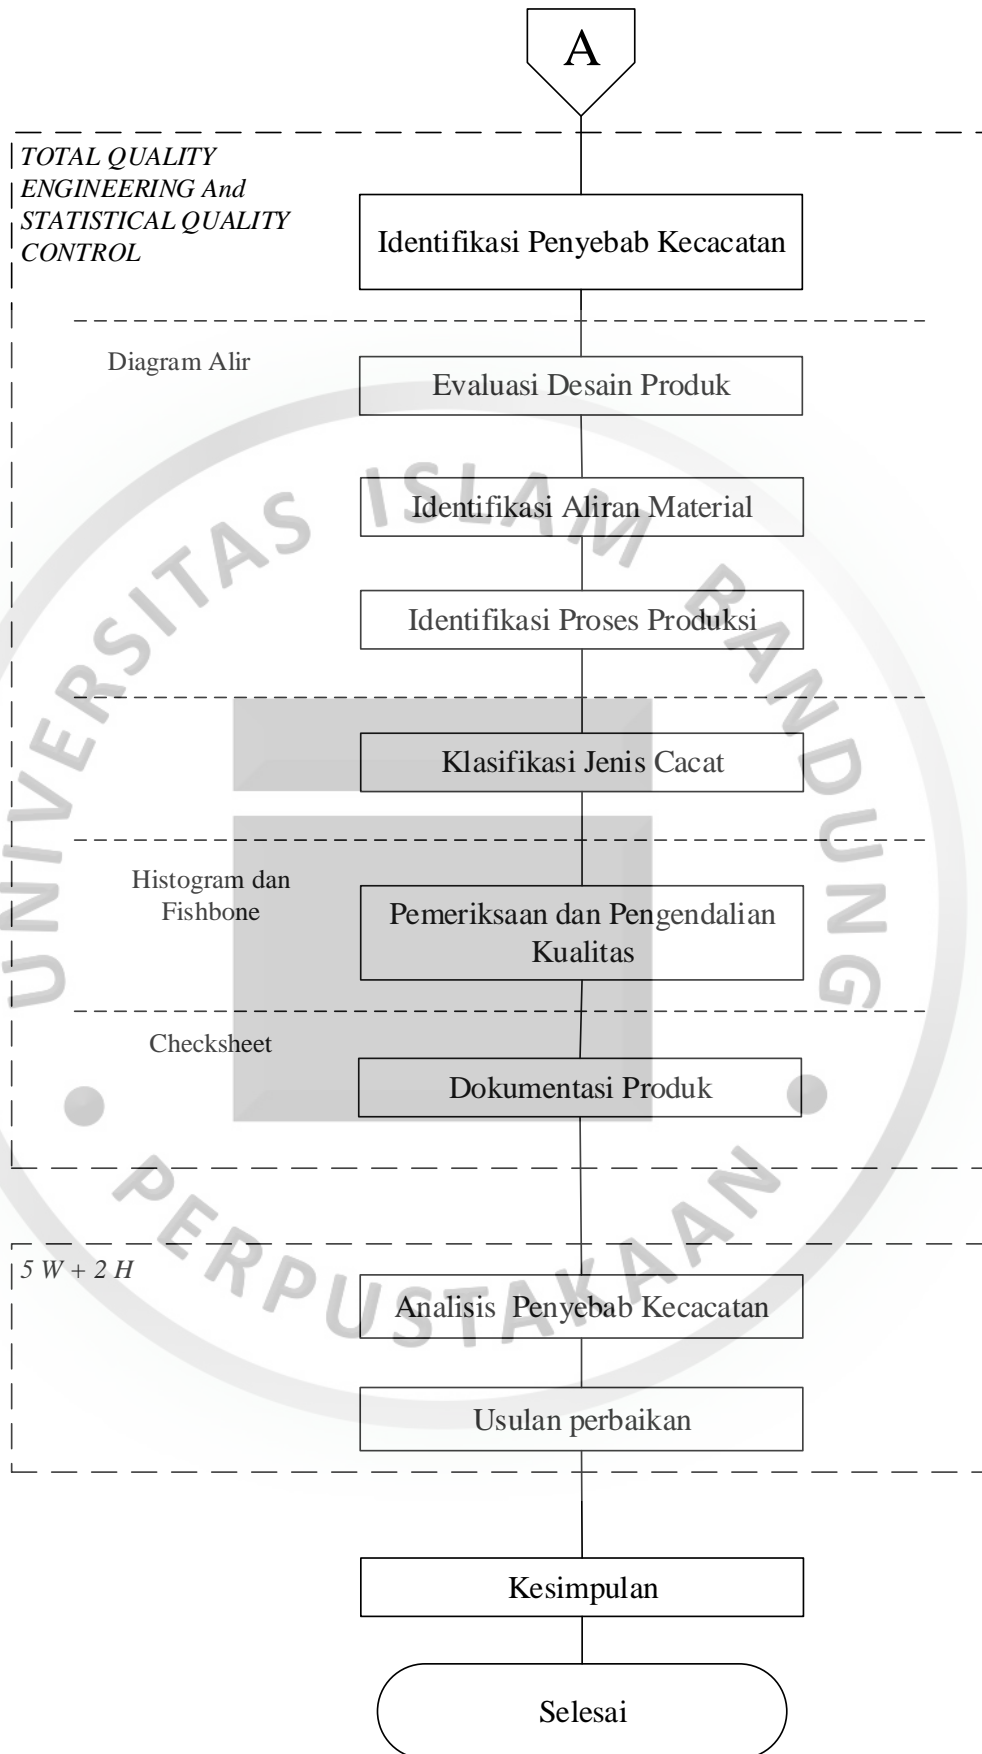 A
TOTAL QUALITY
ENGINEERING And
STATISTICAL QUALITY
CONTROL
Identifikasi Penyebab Kecacatan
Diagram Alir
Evaluasi Desain Produk
Identifikasi Aliran Material
Identifikasi Proses Produksi
Klasifikasi Jenis Cacat
Histogram dan
Fishbone
Pemeriksaan dan Pengendalian
Kualitas
Checksheet
Dokumentasi Produk
5 W + 2 H
Analisis  Penyebab Kecacatan
Usulan perbaikan
Kesimpulan
Selesai
UNIVERSITAS ISLAM BANDUNG
PERPUSTAKAAN